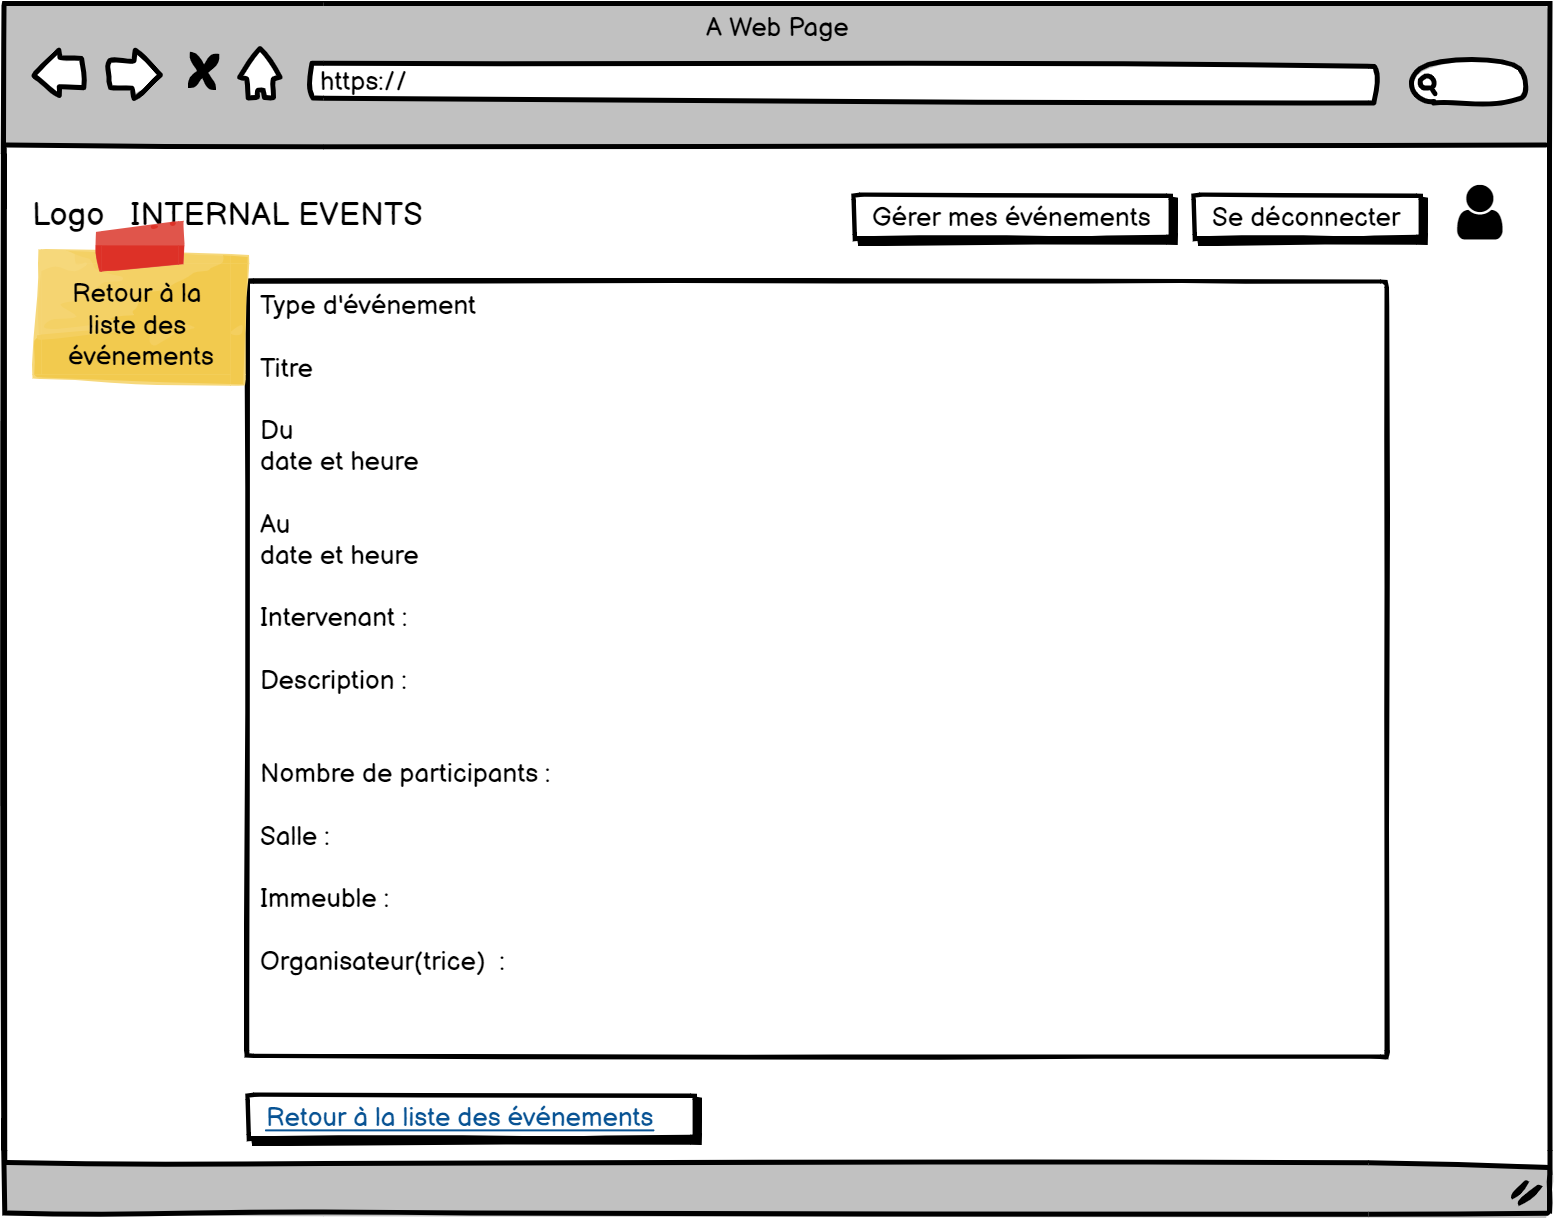 A Web Page
https://
Logo INTERNAL EVENTS
Gérer mes événements
Se déconnecter
Retour à la
liste des
événements
Type d'événement
Titre
Du
date et heure
Au
date et heure
Intervenant :
Description :
Nombre de participants :
Salle :
Immeuble :
Organisateur(trice)  :
Retour à la liste des événements